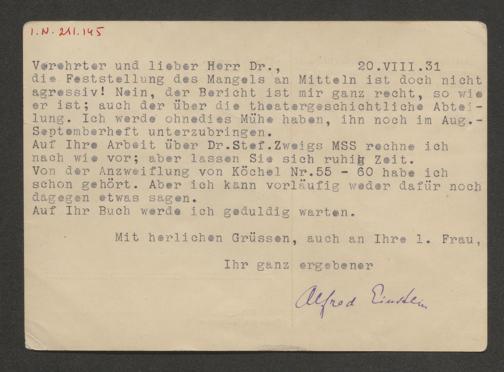 I.N. 211.145
Verehrter und lieber Herr Dr., 20.VIII.31
die Feststellung des Mangels an Mitteln ist doch nicht
agressiv! Nein, der Bericht ist mir ganz recht, so wie
er ist; auch der über die theatergeschichtliche Abtei-
lung. Ich werde ohnedies Mühe haben, ihn noch im Aug.-
Septemberheft unterzubringen.
Auf Ihre Arbeit über Dr.Stef.Zweigs MSS rechne ich
nach wie vor; aber lassen Sie sich ruhig Zeit.
Von der Anzweiflung von Köchel Nr.55 - 60 habe ich
schon gehört. Aber ich kann vorläufig weder dafür noch
dagegen etwas sagen.
Auf Ihr Buch werde ich geduldig warten.
Mit herlichen Grüssen, auch an Ihre l. Frau,
Ihr ganz ergebener
Alfred Einstein